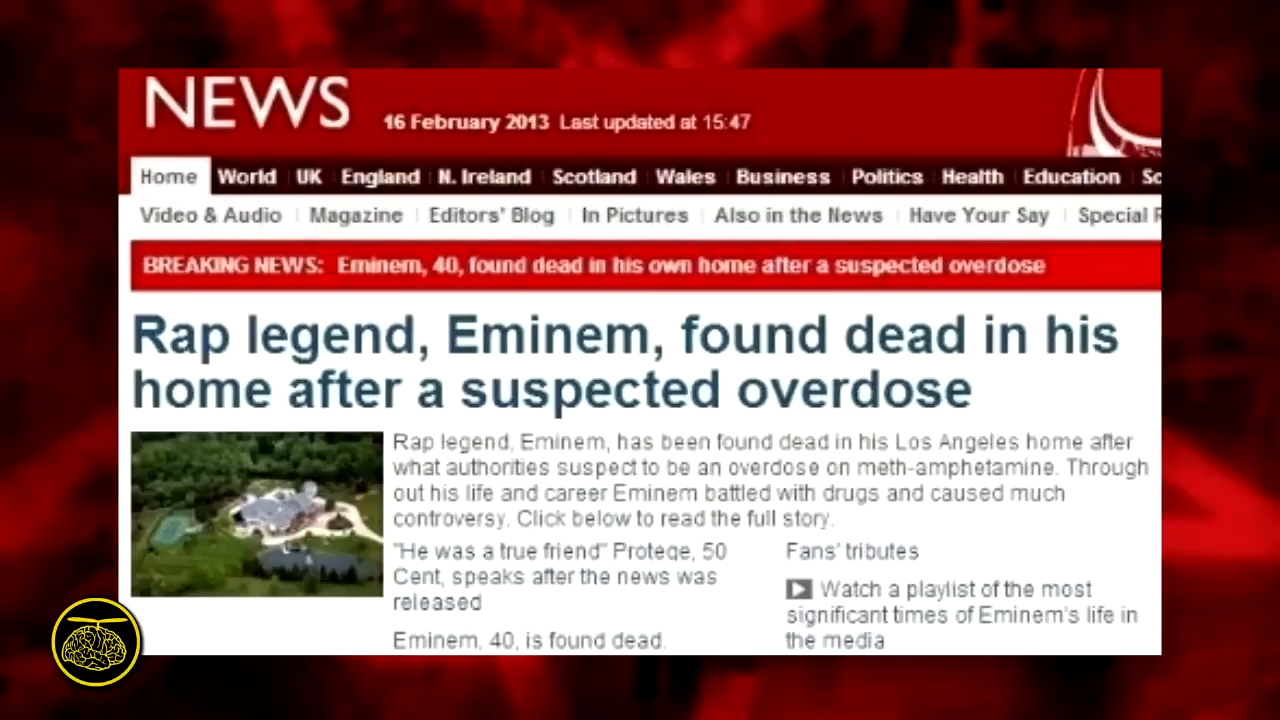 NEWS
16 February 2013 Last updated at 15:47
Home World UK England N. Ireland Scotland Wales Business Politics Health Education Sc
Video & Audio Magazine Editors' Blog In Pictures Also in the News Have Your Say Special R
BREAKING NEWS: Eminem, 40, found dead in his own home after a suspected overdose
Rap legend, Eminem, found dead in his
home after a suspected overdose
Rap legend, Eminem, has been found dead in his Los Angeles home after
what authorities suspect to be an overdose on meth-amphetamine. Through
out his life and career Eminem battled with drugs and caused much
controversy. Click below to read the full story.
"He was a true friend" Protege, 50
Cent, speaks after the news was
released
Eminem, 40, is found dead.
Fans' tributes
Watch a playlist of the most
significant times of Eminem's life in
the media